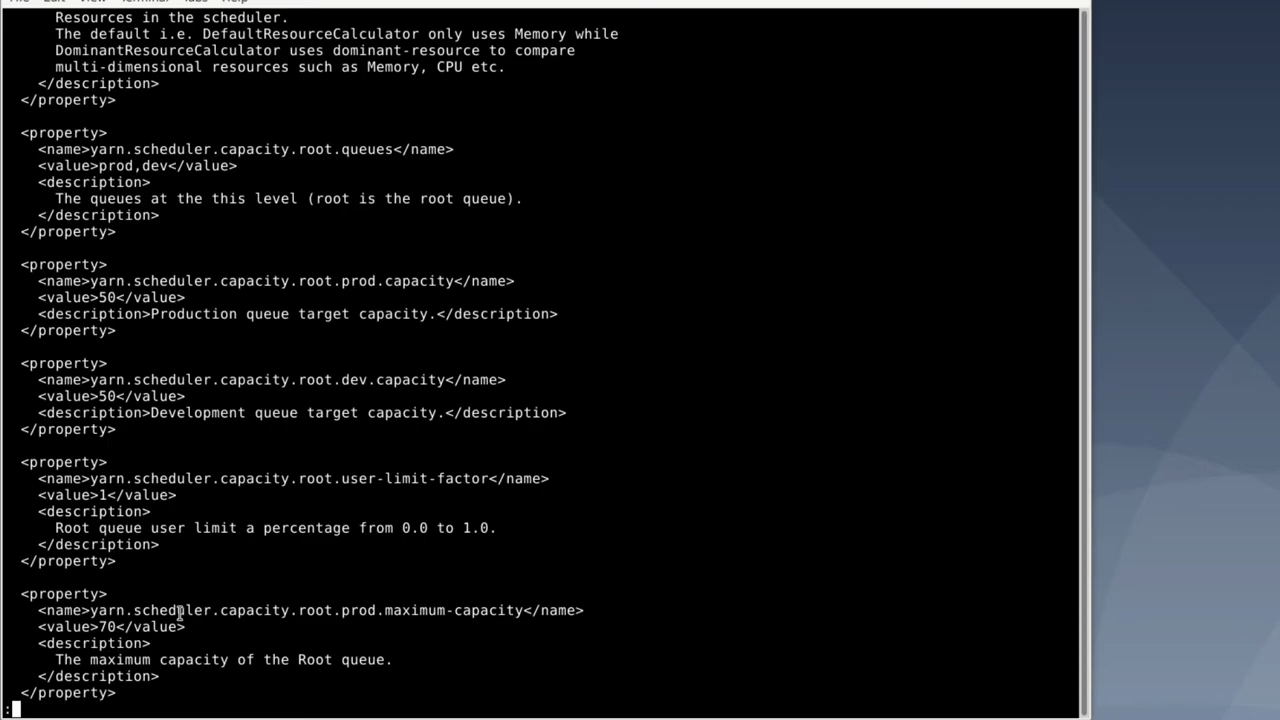 File Edit View Terminal Tabs Help
Resources in the scheduler.
The default i.e. DefaultResourceCalculator only uses Memory while
DominantResourceCalculator uses dominant-resource to compare
multi-dimensional resources such as Memory, CPU etc.
</description>
</property>
<property>
<name>yarn.scheduler.capacity.root.queues</name>
<value>prod,dev</value>
<description>
The queues at the this level (root is the root queue).
</description>
</property>
<property>
<name>yarn.scheduler.capacity.root.prod.capacity</name>
<value>50</value>
<description>Production queue target capacity.</description>
</property>
<property>
<name>yarn.scheduler.capacity.root.dev.capacity</name>
<value>50</value>
<description>Development queue target capacity.</description>
</property>
<property>
<name>yarn.scheduler.capacity.root.user-limit-factor</name>
<value>1</value>
<description>
Root queue user limit a percentage from 0.0 to 1.0.
</description>
</property>
<property>
<name>yarn.scheduler.capacity.root.prod.maximum-capacity</name>
<value>70</value>
<description>
The maximum capacity of the Root queue.
</description>
</property>
: